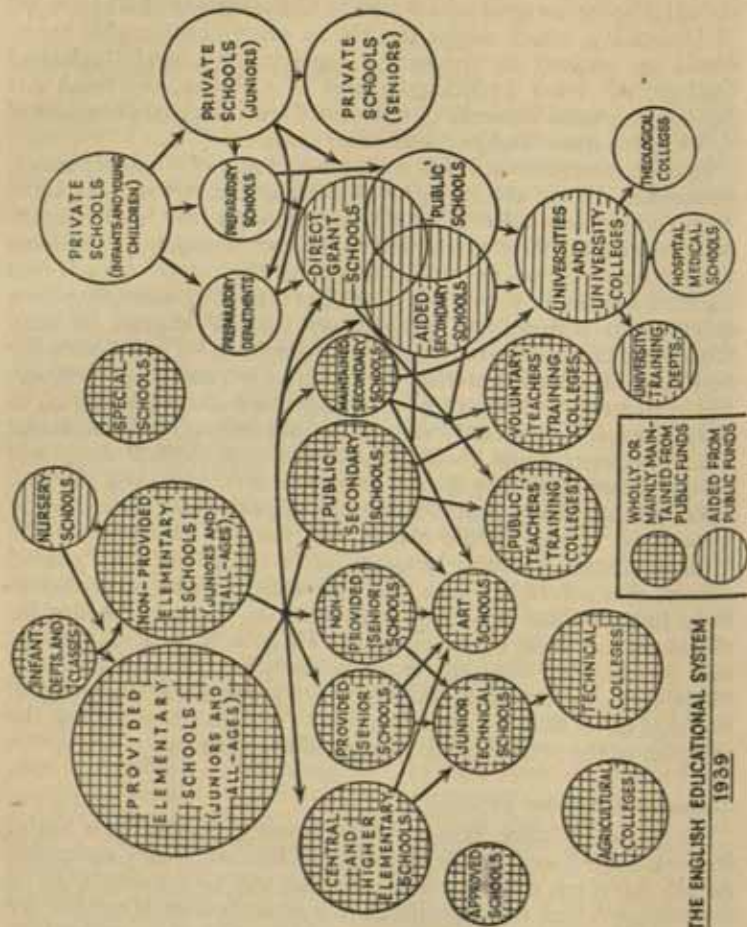 PRIVATE
SCHOOLS
(INFANTS AND YOUNG
CHILDREN)
PRIVATE
SCHOOLS
(JUNIORS)
PRIVATE
SCHOOLS
(SENIORS)
PREPARATORY
SCHOOLS
PREPARATORY
DEPARTMENTS
DIRECT
GRANT
SCHOOLS
'PUBLIC'
SCHOOLS
AIDED
SECONDARY
SCHOOLS
UNIVERSITIES
AND
UNIVERSITY
COLLEGES
THEOLOGICAL
COLLEGES
HOSPITAL
MEDICAL
SCHOOLS
UNIVERSITY
TRAINING
DEPTS.
SPECIAL
SCHOOLS
NURSERY
SCHOOLS
INFANT
DEPTS. AND
CLASSES
NON-PROVIDED
ELEMENTARY
SCHOOLS
(JUNIORS AND
ALL-AGES)
PROVIDED
ELEMENTARY
SCHOOLS
(JUNIORS AND
ALL-AGES)
MAINTAINED
SECONDARY
SCHOOLS
PUBLIC
SECONDARY
SCHOOLS
NON-
PROVIDED
SENIOR
SCHOOLS
PROVIDED
SENIOR
SCHOOLS
CENTRAL
AND
HIGHER
ELEMENTARY
SCHOOLS
VOLUNTARY
TEACHERS'
TRAINING
COLLEGES
PUBLIC
TEACHERS'
TRAINING
COLLEGES
ART
SCHOOLS
JUNIOR
TECHNICAL
SCHOOLS
TECHNICAL
COLLEGES
AGRICULTURAL
COLLEGES
APPROVED
SCHOOLS
WHOLLY OR
MAINLY MAIN-
TAINED FROM
PUBLIC FUNDS
AIDED FROM
PUBLIC FUNDS
THE ENGLISH EDUCATIONAL SYSTEM
1939